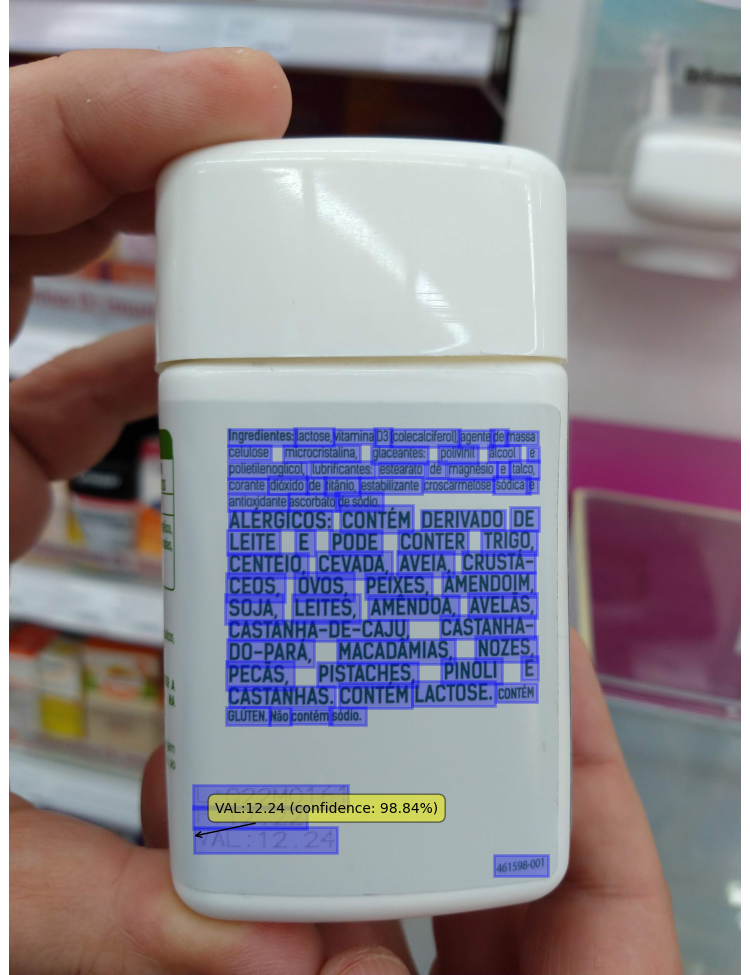 Ingredientes: lactose, vitamina D3 (colecalciferol), agente de massa
celulose microcristalina, glaceantes: polivinil álcool e
polietilenoglicol, lubrificantes: estearato de magnésio e talco,
corante dióxido de titânio, estabilizante croscarmelose sódica e
antioxidante ascorbato de sódio.
ALÉRGICOS: CONTÉM DERIVADO DE
LEITE E PODE CONTER TRIGO,
CENTEIO, CEVADA, AVEIA, CRUSTÁ-
CEOS, OVOS, PEIXES, AMENDOIM,
SOJA, LEITES, AMÊNDOA, AVELÃS,
CASTANHA-DE-CAJU, CASTANHA-
DO-PARÁ, MACADÂMIAS, NOZES,
PECÃS, PISTACHES, PINOLI E
CASTANHAS. CONTÉM LACTOSE. CONTÉM
GLÚTEN. Não contém sódio.
VAL:12.24 (confidence: 98.84%)
VAL:12.24
461598-001